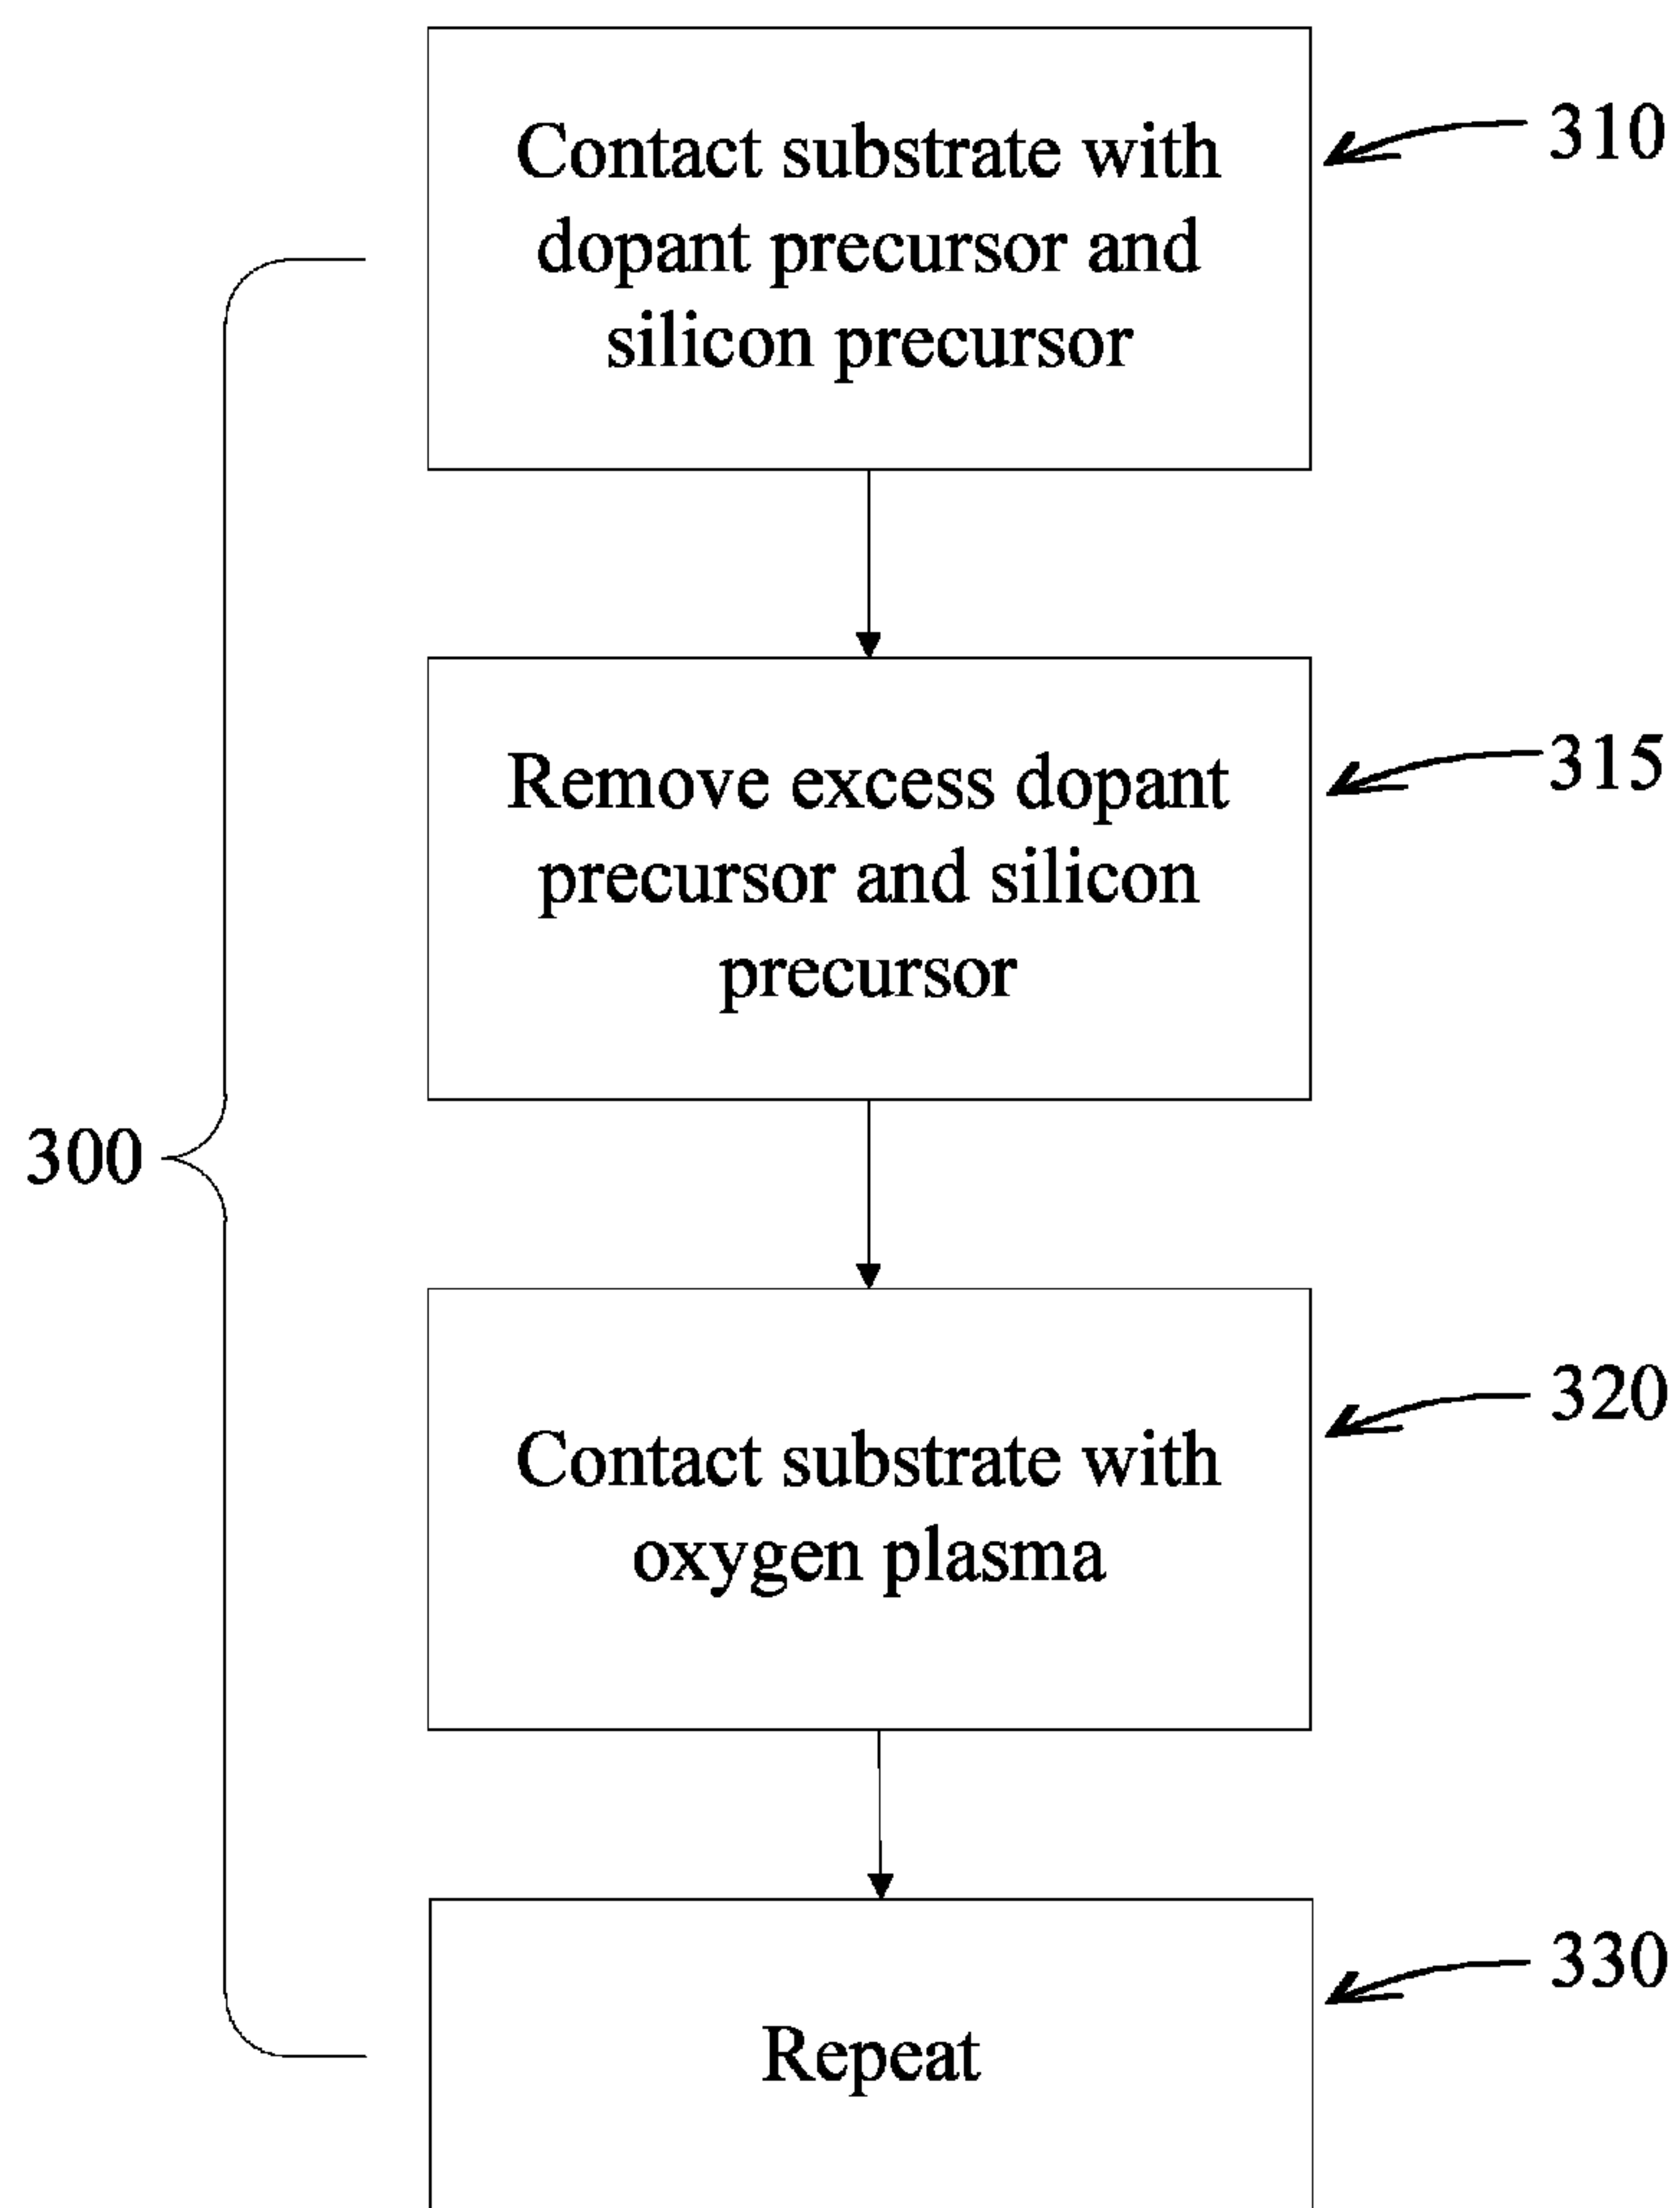 Contact substrate with
dopant precursor and
silicon precursor
310
Remove excess dopant
precursor and silicon
precursor
315
300
Contact substrate with
oxygen plasma
320
Repeat
330